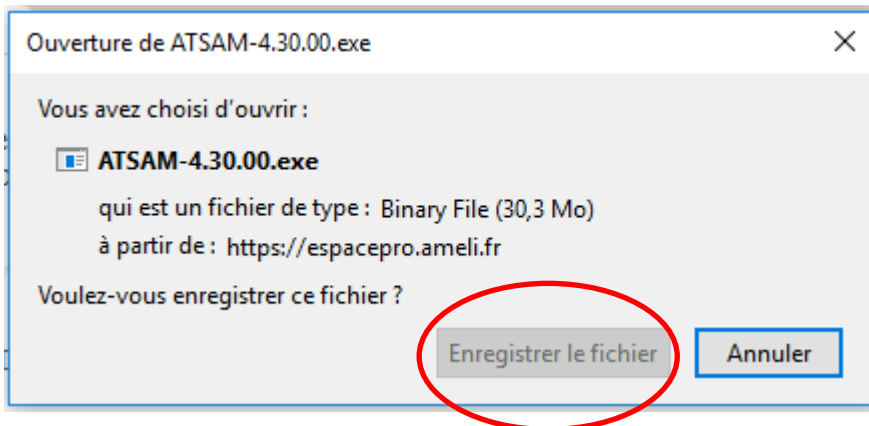 Ouverture de ATSAM-4.30.00.exe
Vous avez choisi d'ouvrir :
ATSAM-4.30.00.exe
qui est un fichier de type : Binary File (30,3 Mo)
à partir de : https://espacepro.ameli.fr
Voulez-vous enregistrer ce fichier ?
Enregistrer le fichier Annuler